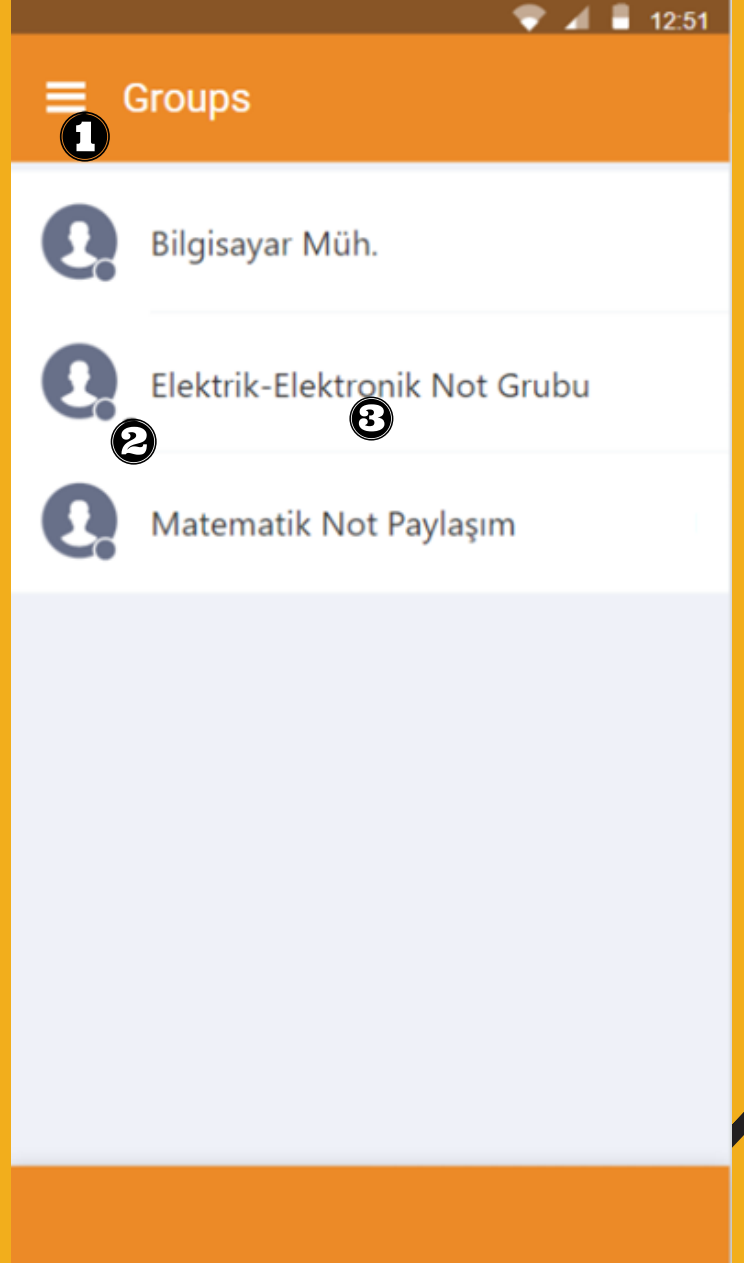 12:51
Groups
1
Bilgisayar Müh.
Elektrik-Elektronik Not Grubu
3
2
Matematik Not Paylaşım